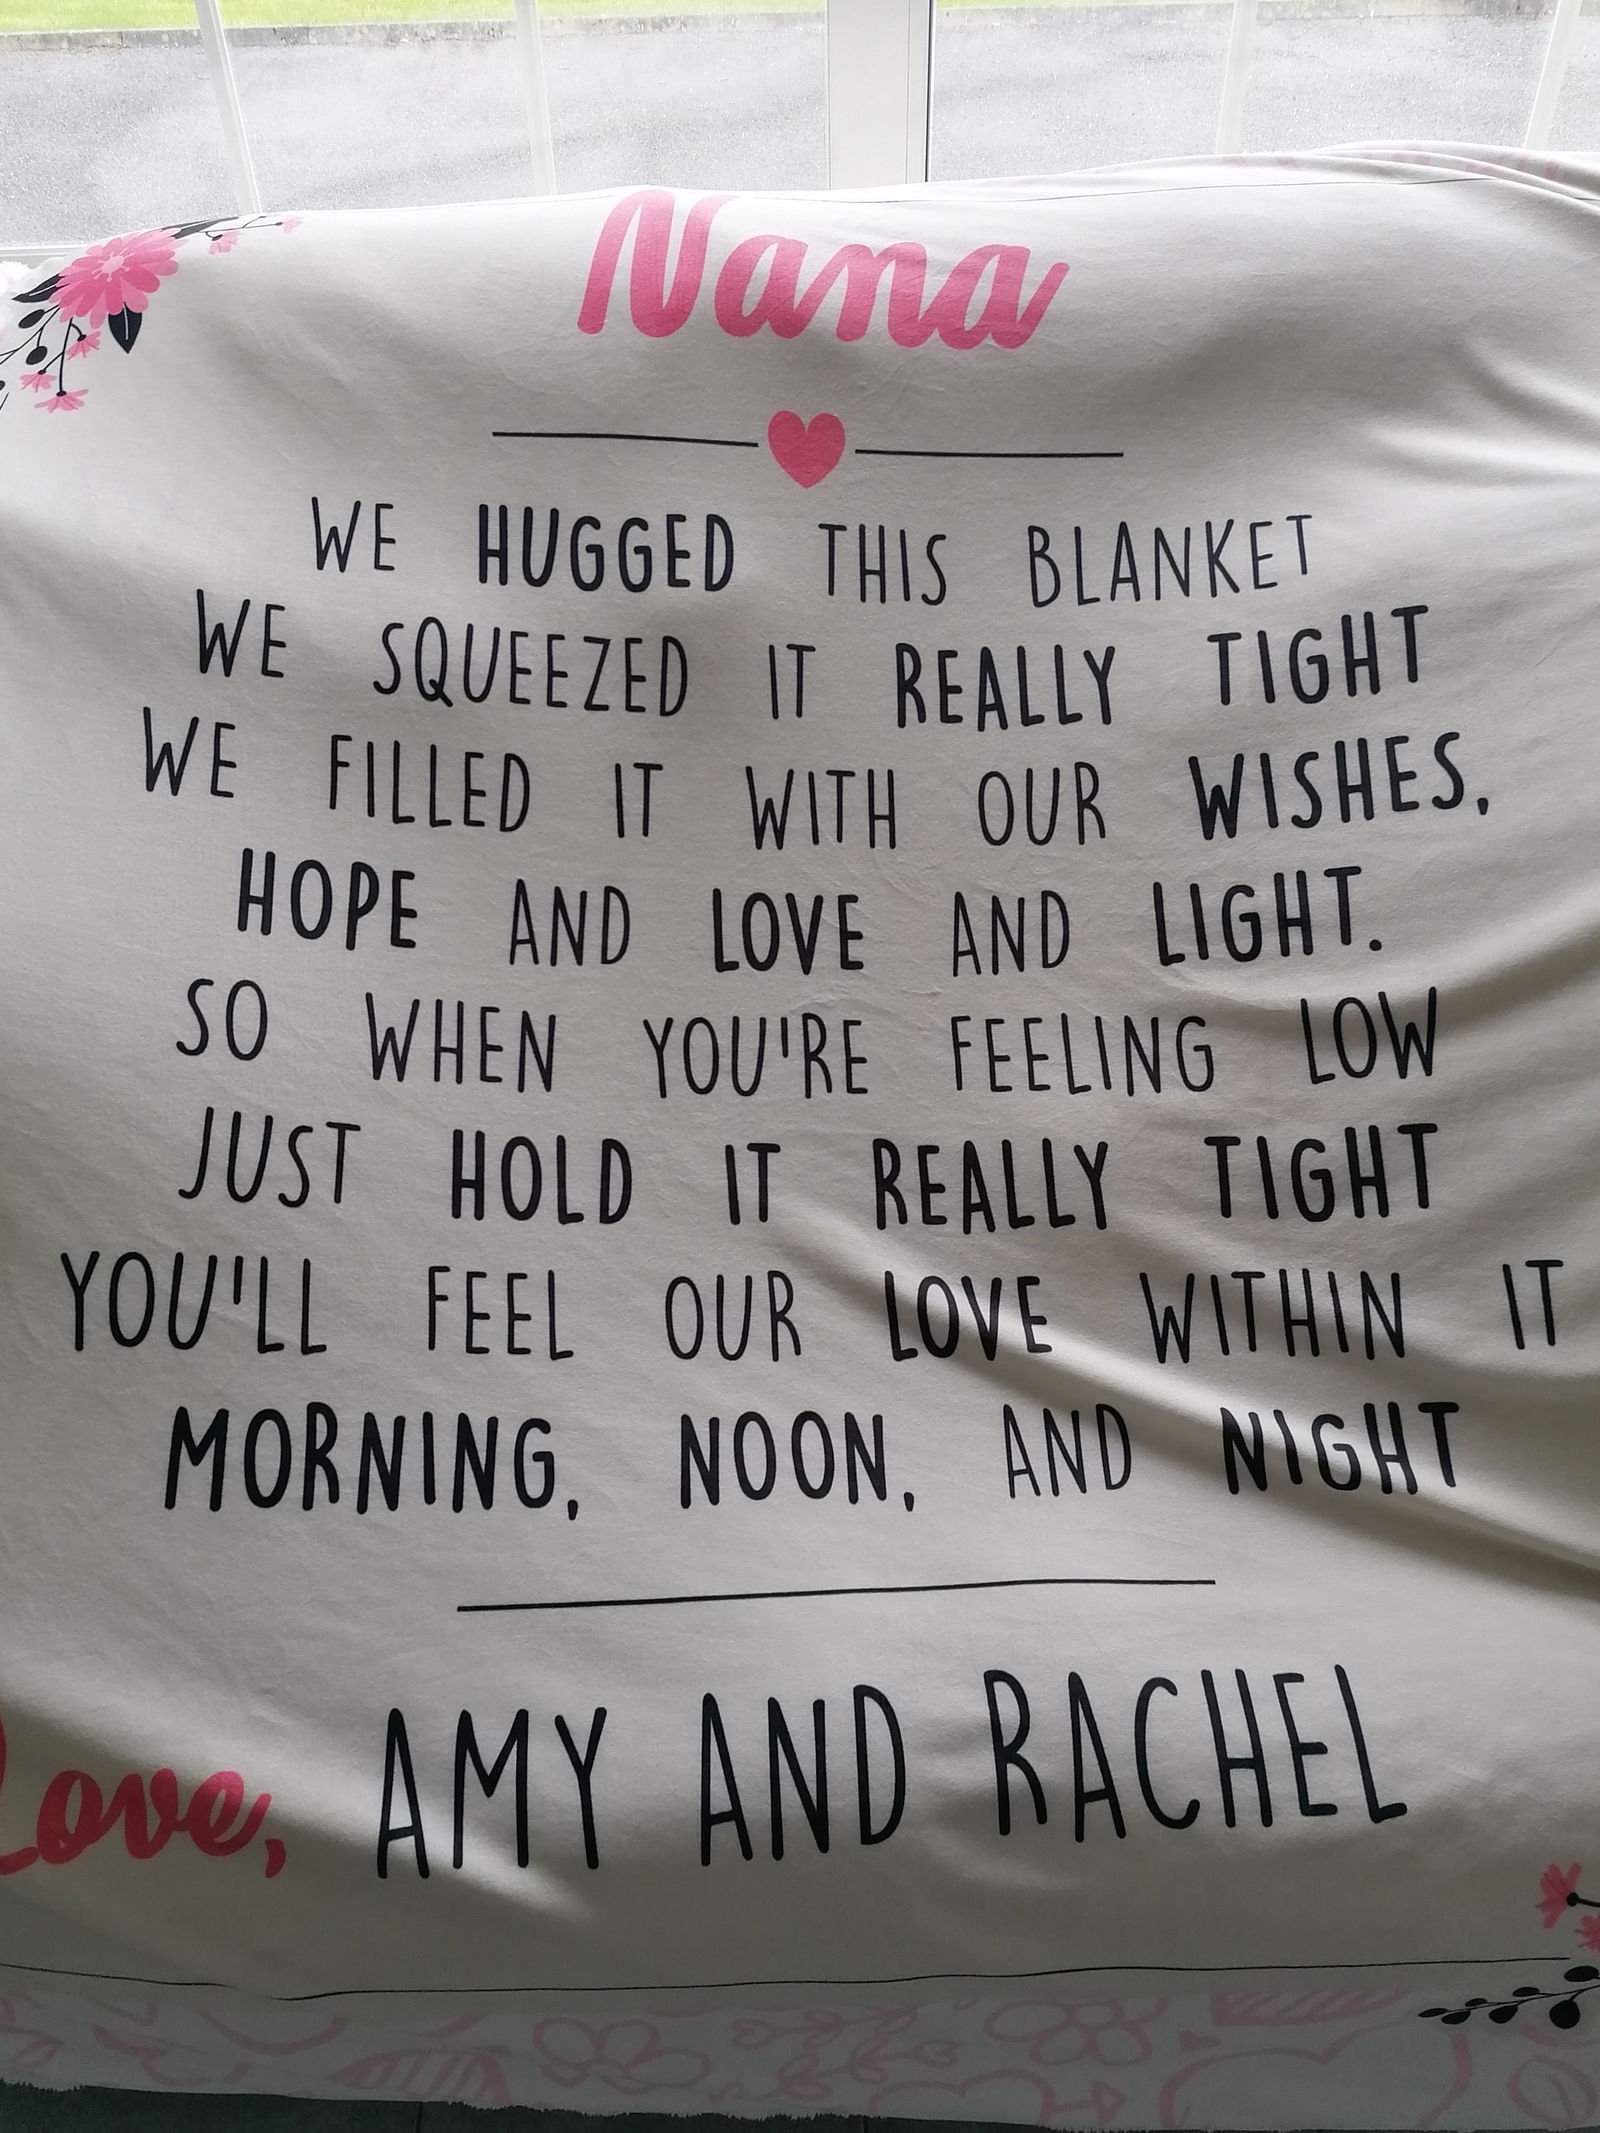 Nana
WE HUGGED THIS BLANKET
WE SQUEEZED IT REALLY TIGHT
WE FILLED IT WITH OUR WISHES,
HOPE AND LOVE AND LIGHT.
SO WHEN YOU'RE FEELING LOW
JUST HOLD IT REALLY TIGHT
YOU'LL FEEL OUR LOVE WITHIN IT
MORNING, NOON, AND NIGHT
Love, AMY AND RACHEL